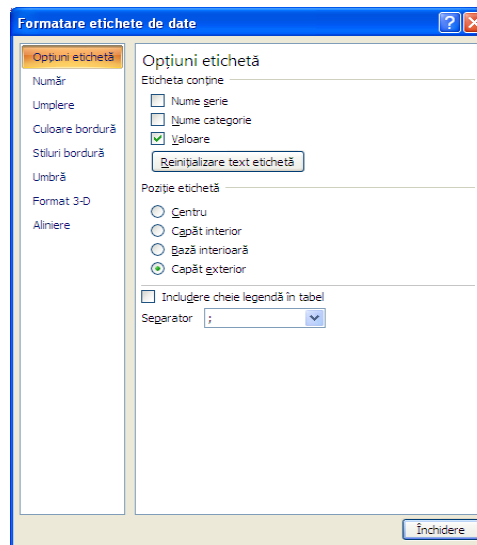 Formatare etichete de date
Opțiuni etichetă
Număr
Umplere
Culoare bordură
Stiluri bordură
Umbră
Format 3-D
Aliniere
Opțiuni etichetă
Eticheta conține
Nume serie
Nume categorie
Valoare
Reinițializare text etichetă
Poziție etichetă
Centru
Capăt interior
Bază interioară
Capăt exterior
Includere cheie legendă în tabel
Separator ;
Închidere